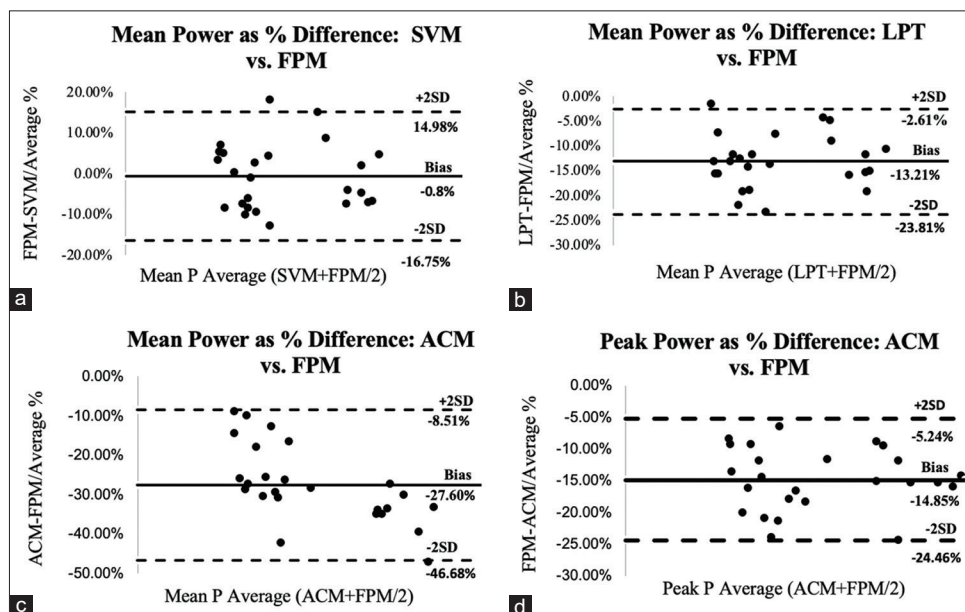 Mean Power as % Difference: SVM
vs. FPM
20.00%
10.00%
0.00%
-10.00%
-20.00%
FPM-SVM/Average %
+2SD
14.98%
Bias
-0.8%
-2SD
-16.75%
Mean P Average (SVM+FPM/2)
a
Mean Power as % Difference: LPT
vs. FPM
0.00%
-5.00%
-10.00%
-15.00%
-20.00%
-25.00%
-30.00%
LPT-FPM/Average %
+2SD
-2.61%
Bias
-13.21%
-2SD
-23.81%
Mean P Average (LPT+FPM/2)
b
Mean Power as % Difference: ACM
vs. FPM
0.00%
-10.00%
-20.00%
-30.00%
-40.00%
-50.00%
ACM-FPM/Average %
+2SD
-8.51%
Bias
-27.60%
-2SD
-46.68%
Mean P Average (ACM+FPM/2)
c
Peak Power as % Difference: ACM
vs. FPM
0.00%
-5.00%
-10.00%
-15.00%
-20.00%
-25.00%
-30.00%
FPM-ACM/Average %
+2SD
-5.24%
Bias
-14.85%
-2SD
-24.46%
Peak P Average (ACM+FPM/2)
d